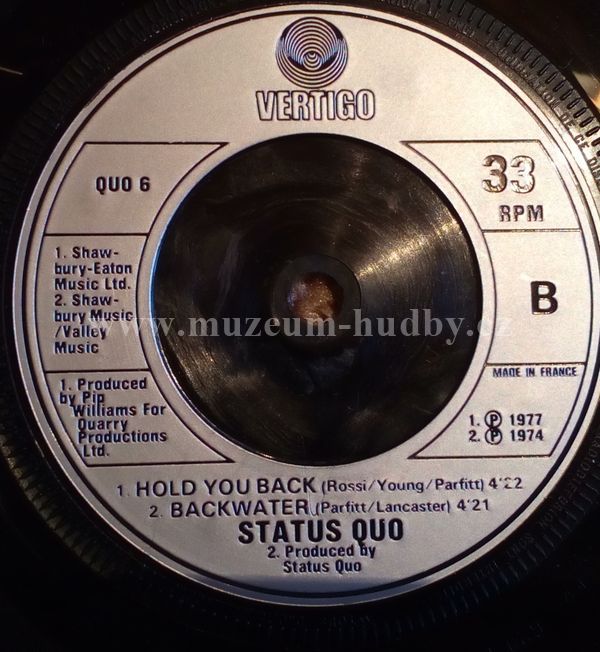 VERTIGO
QUO 6
33
RPM
1. Shaw-
bury-Eaton
Music Ltd.
2. Shaw-
bury Music
/Valley
Music
B
www.muzeum-hudby.c
MADE IN FRANCE
1. Produced
by Pip
Williams For
Quarry
Productions
Ltd.
1. Ⓟ 1977
2. Ⓟ 1974
1. HOLD YOU BACK (Rossi/Young/Parfitt) 4'22
2. BACKWATER (Parfitt/Lancaster) 4'21
STATUS QUO
2. Produced by
Status Quo